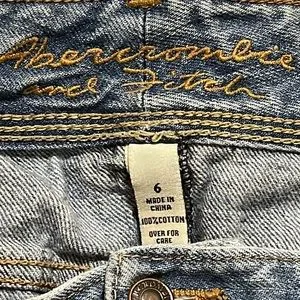 Abercrombie
and Fitch
6
MADE IN
CHINA
100% COTTON
OVER FOR
CARE